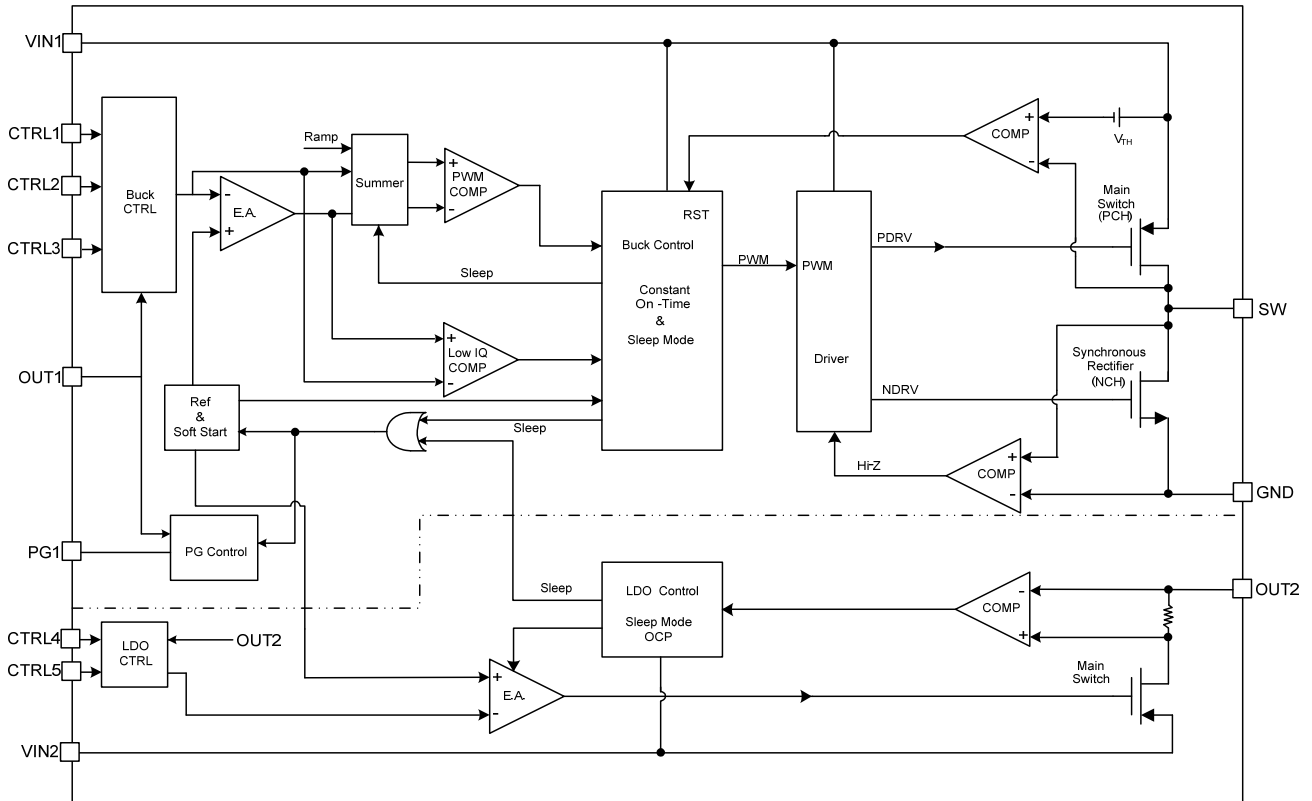 VIN1
CTRL1
CTRL2
CTRL3
Buck
CTRL
Ramp
Summer
+
-
PWM
COMP
-
+
E.A.
Sleep
+
-
Low IQ
COMP
RST
Buck Control
Constant
On -Time
&
Sleep Mode
PWM
PWM
Driver
PDRV
NDRV
Hi-Z
+
-
COMP
VTH
Main
Switch
(PCH)
SW
Synchronous
Rectifier
(NCH)
+
-
COMP
GND
OUT1
Ref
&
Soft Start
Sleep
PG1
PG Control
Sleep
LDO Control
Sleep Mode
OCP
-
+
COMP
OUT2
CTRL4
CTRL5
LDO
CTRL
OUT2
+
-
E.A.
Main
Switch
VIN2